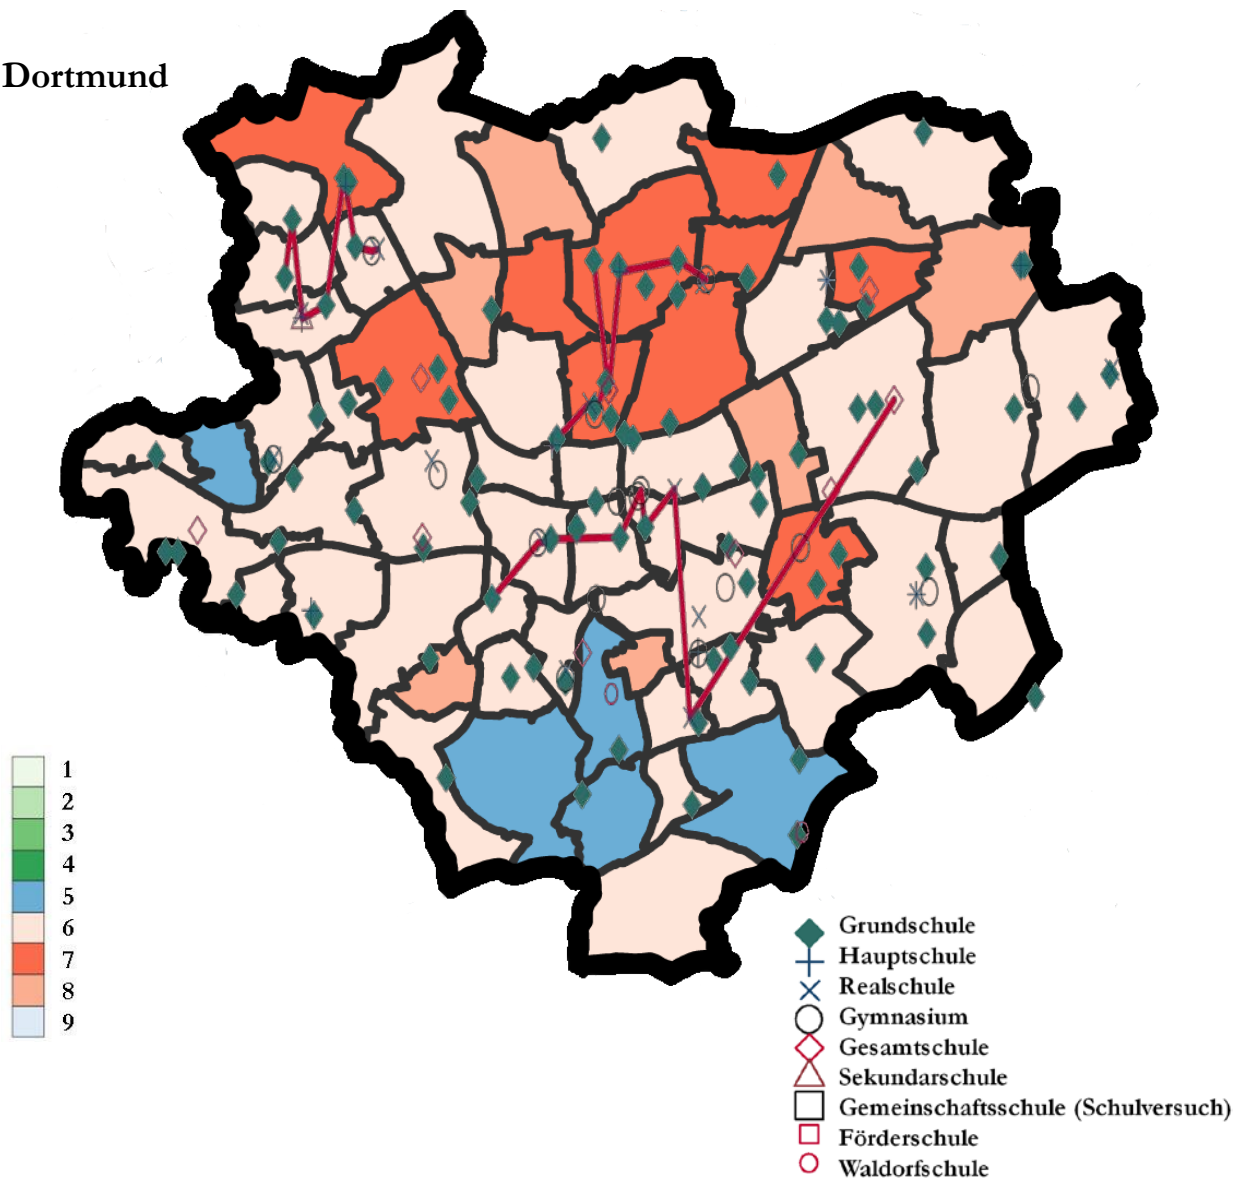 Dortmund
1
2
3
4
5
6
7
8
9
Grundschule
Hauptschule
Realschule
Gymnasium
Gesamtschule
Sekundarschule
Gemeinschaftsschule (Schulversuch)
Förderschule
Waldorfschule